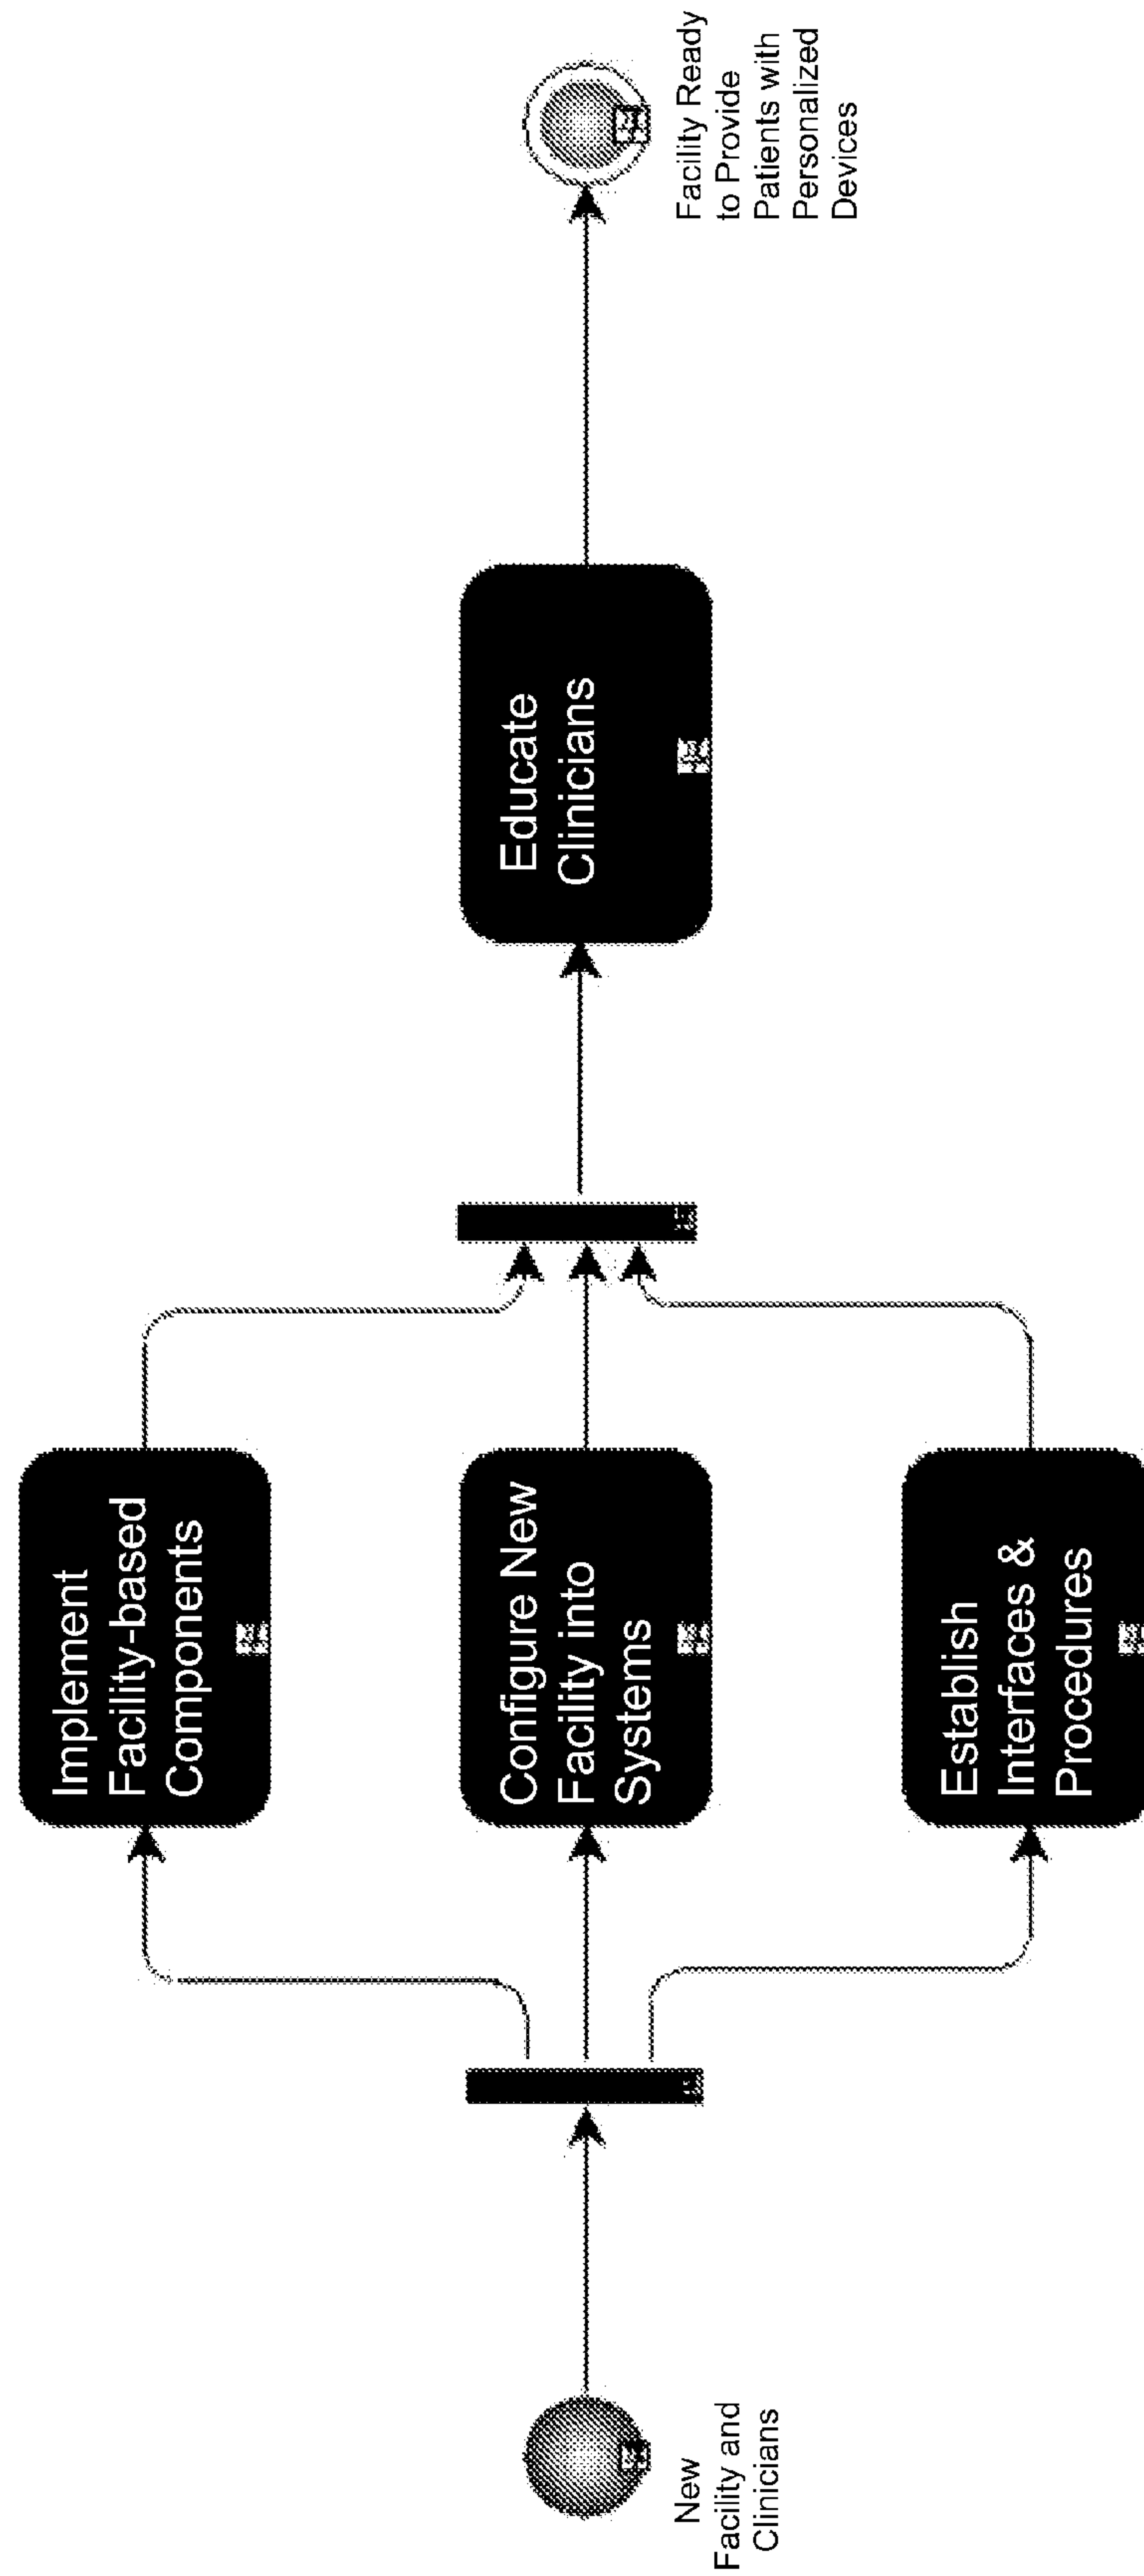 New
Facility and
Clinicians
Implement
Facility-based
Components
Configure New
Facility into
Systems
Establish
Interfaces &
Procedures
Educate
Clinicians
Facility Ready
to Provide
Patients with
Personalized
Devices